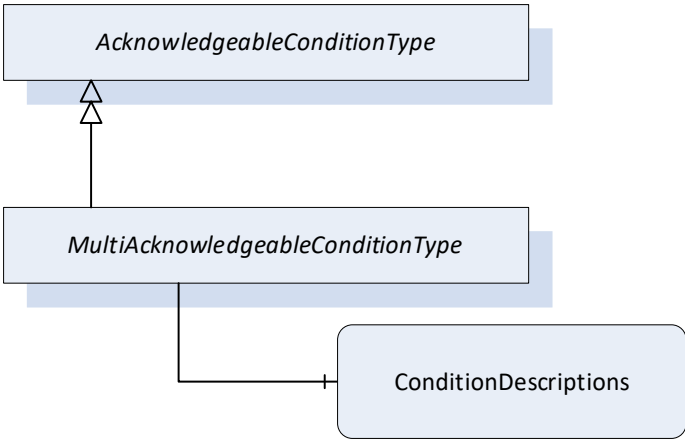 AcknowledgeableConditionType
MultiAcknowledgeableConditionType
ConditionDescriptions